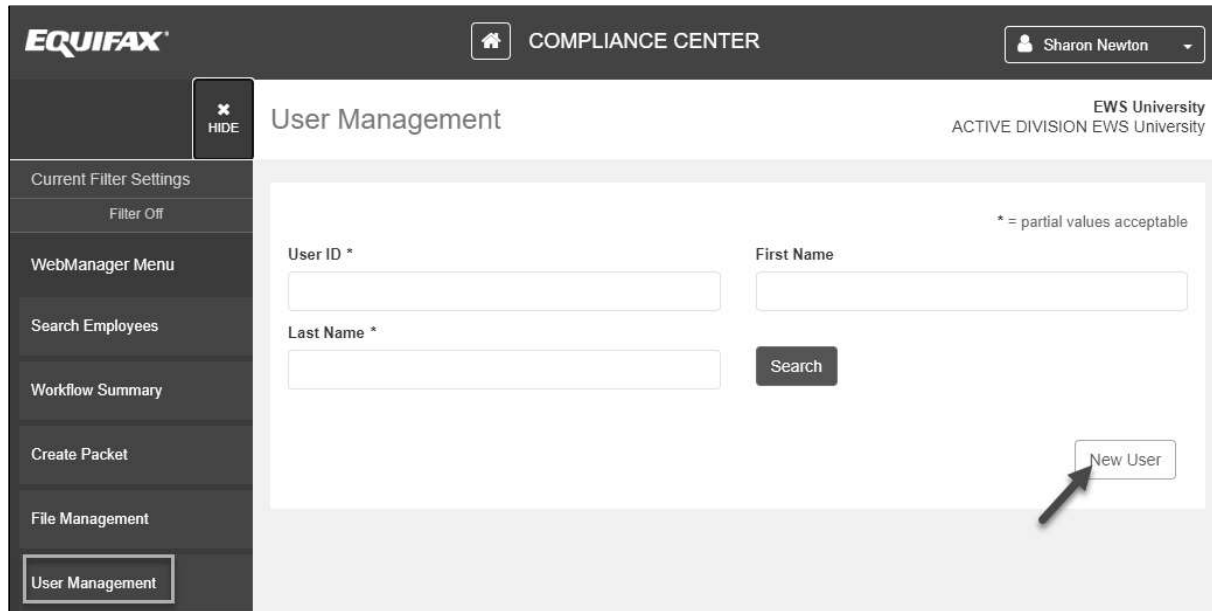 EQUIFAX
COMPLIANCE CENTER
Sharon Newton
HIDE
User Management
EWS University
ACTIVE DIVISION EWS University
Current Filter Settings
Filter Off
* = partial values acceptable
WebManager Menu
User ID *
First Name
Search Employees
Last Name *
Search
Workflow Summary
Create Packet
New User
File Management
User Management